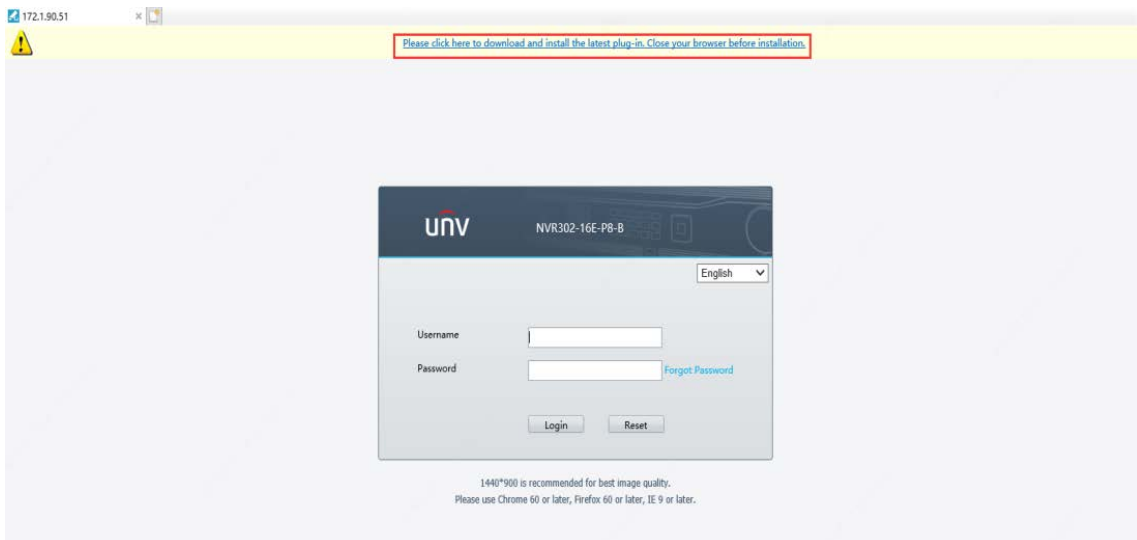 172.1.90.51
Please click here to download and install the latest plug-in. Close your browser before installation.
unv
NVR302-16E-P8-B
English
Username
Password
Forgot Password
Login Reset
1440*900 is recommended for best image quality.
Please use Chrome 60 or later, Firefox 60 or later, IE 9 or later.